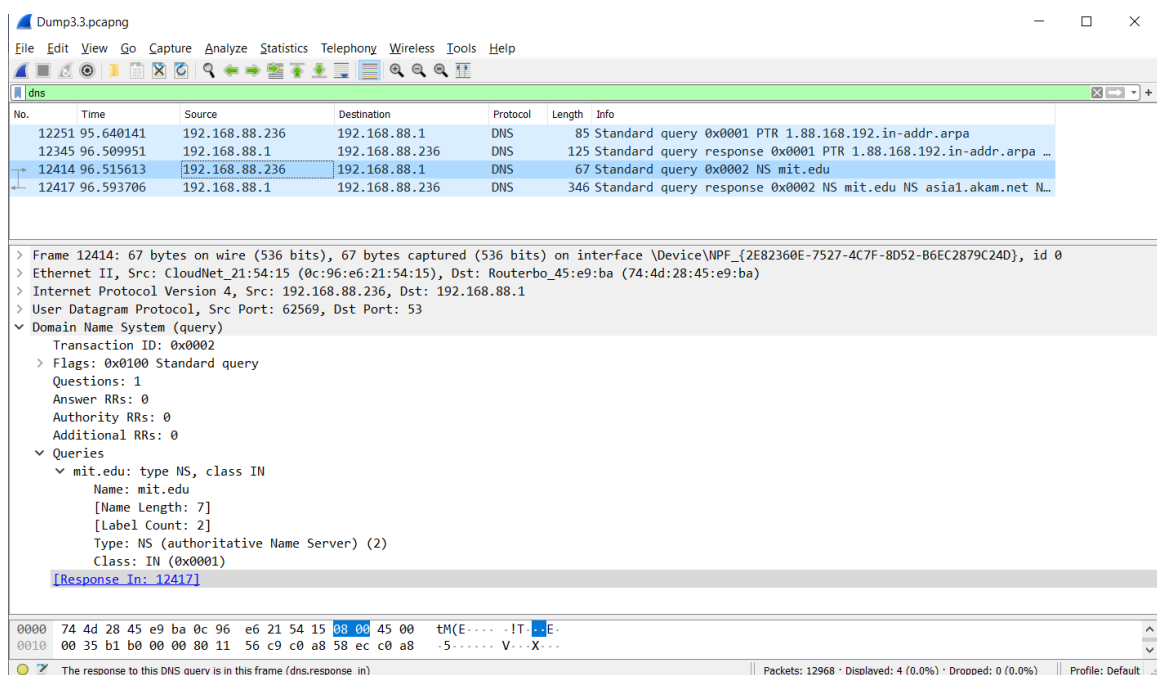 Dump3.3.pcapng
File Edit View Go Capture Analyze Statistics Telephony Wireless Tools Help
dns
No. Time Source Destination Protocol Length Info
12251 95.640141 192.168.88.236 192.168.88.1 DNS 85 Standard query 0x0001 PTR 1.88.168.192.in-addr.arpa
12345 96.509951 192.168.88.1 192.168.88.236 DNS 125 Standard query response 0x0001 PTR 1.88.168.192.in-addr.arpa …
12414 96.515613 192.168.88.236 192.168.88.1 DNS 67 Standard query 0x0002 NS mit.edu
12417 96.593706 192.168.88.1 192.168.88.236 DNS 346 Standard query response 0x0002 NS mit.edu NS asia1.akam.net N…
> Frame 12414: 67 bytes on wire (536 bits), 67 bytes captured (536 bits) on interface \Device\NPF_{2E82360E-7527-4C7F-8D52-B6EC2879C24D}, id 0
> Ethernet II, Src: CloudNet_21:54:15 (0c:96:e6:21:54:15), Dst: Routerbo_45:e9:ba (74:4d:28:45:e9:ba)
> Internet Protocol Version 4, Src: 192.168.88.236, Dst: 192.168.88.1
> User Datagram Protocol, Src Port: 62569, Dst Port: 53
Domain Name System (query)
Transaction ID: 0x0002
> Flags: 0x0100 Standard query
Questions: 1
Answer RRs: 0
Authority RRs: 0
Additional RRs: 0
Queries
mit.edu: type NS, class IN
Name: mit.edu
[Name Length: 7]
[Label Count: 2]
Type: NS (authoritative Name Server) (2)
Class: IN (0x0001)
[Response In: 12417]
0000 74 4d 28 45 e9 ba 0c 96 e6 21 54 15 08 00 45 00 tM(E···· ·!T···E·
0010 00 35 b1 b0 00 00 80 11 56 c9 c0 a8 58 ec c0 a8 ·5······ V···X···
The response to this DNS query is in this frame (dns.response_in) Packets: 12968 · Displayed: 4 (0.0%) · Dropped: 0 (0.0%) Profile: Default